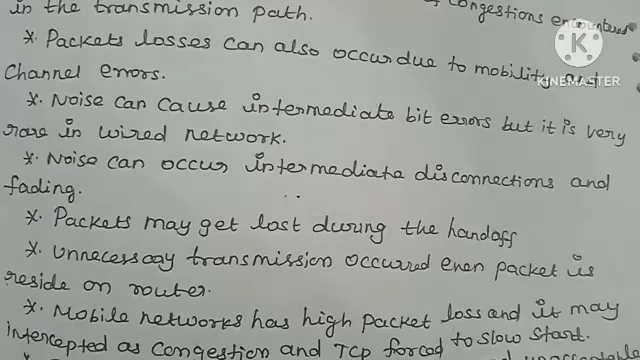 in the transmission path.
congestions encountered
*. Packets losses can also occur due to mobility and
Channel errors.
KINEMASTER
*. Noise can cause intermediate bit errors but it is very
rare in wired network.
*. Noise can occur intermediate disconnections and
fading.
*. Packets may get lost during the handoff
*. Unnecessay transmission occurred even packet is
reside on router.
*. Mobile networks has high packet loss and it may
intercepted as congestion and TCP forced to slow start.